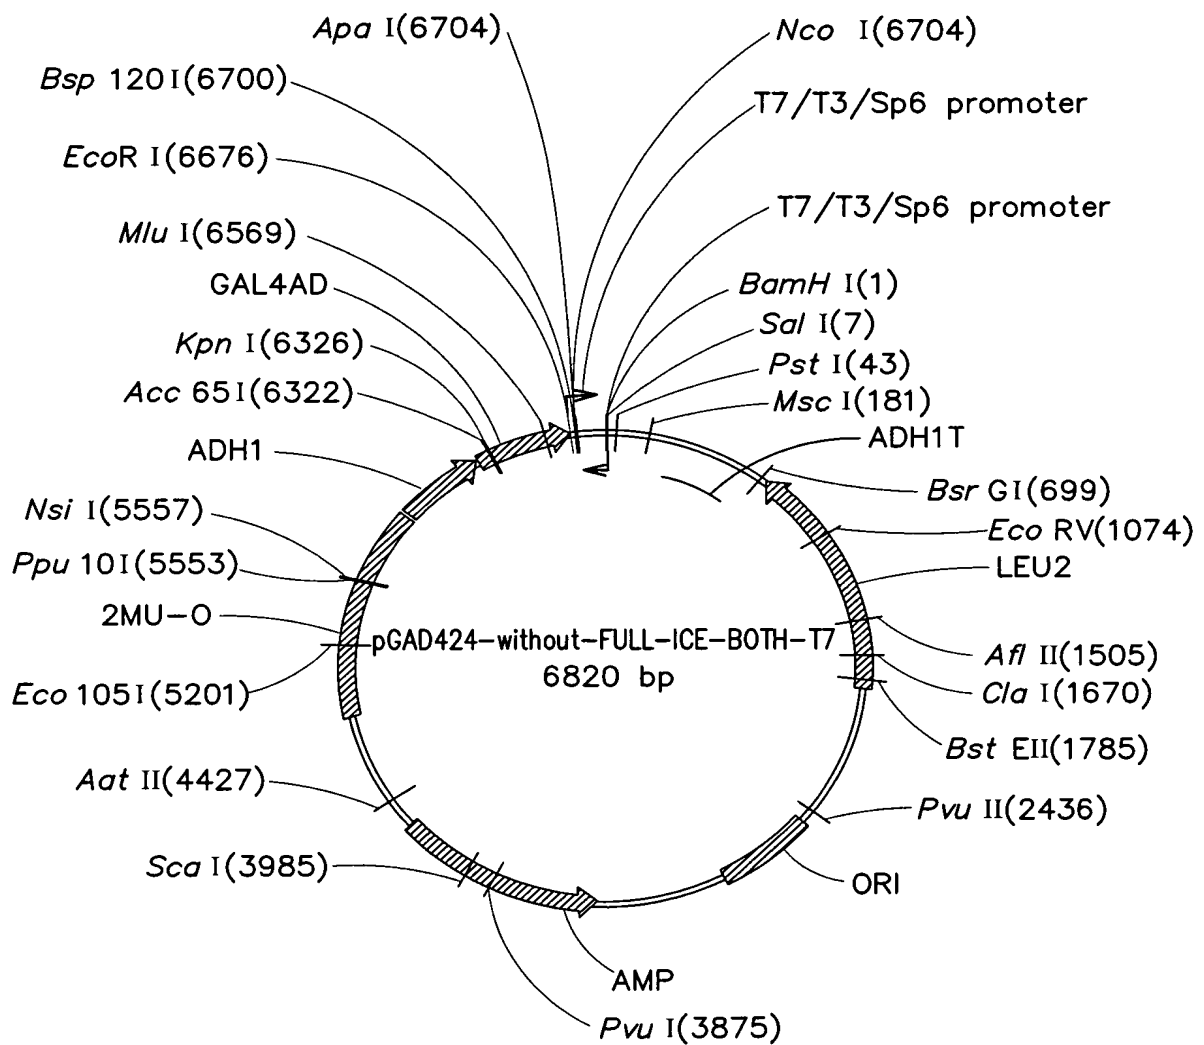 Apa I(6704)
Nco I(6704)
Bsp 120I(6700)
T7/T3/Sp6 promoter
EcoR I(6676)
T7/T3/Sp6 promoter
Mlu I(6569)
GAL4AD
BamH I(1)
Sal I(7)
Kpn I(6326)
Pst I(43)
Acc 65I(6322)
Msc I(181)
ADH1T
ADH1
Bsr GI(699)
Nsi I(5557)
Eco RV(1074)
Ppu 10I(5553)
LEU2
2MU-O
pGAD424-without-FULL-ICE-BOTH-T7
6820 bp
Afl II(1505)
Eco 105I(5201)
Cla I(1670)
Bst EII(1785)
Aat II(4427)
Pvu II(2436)
Sca I(3985)
ORI
AMP
Pvu I(3875)